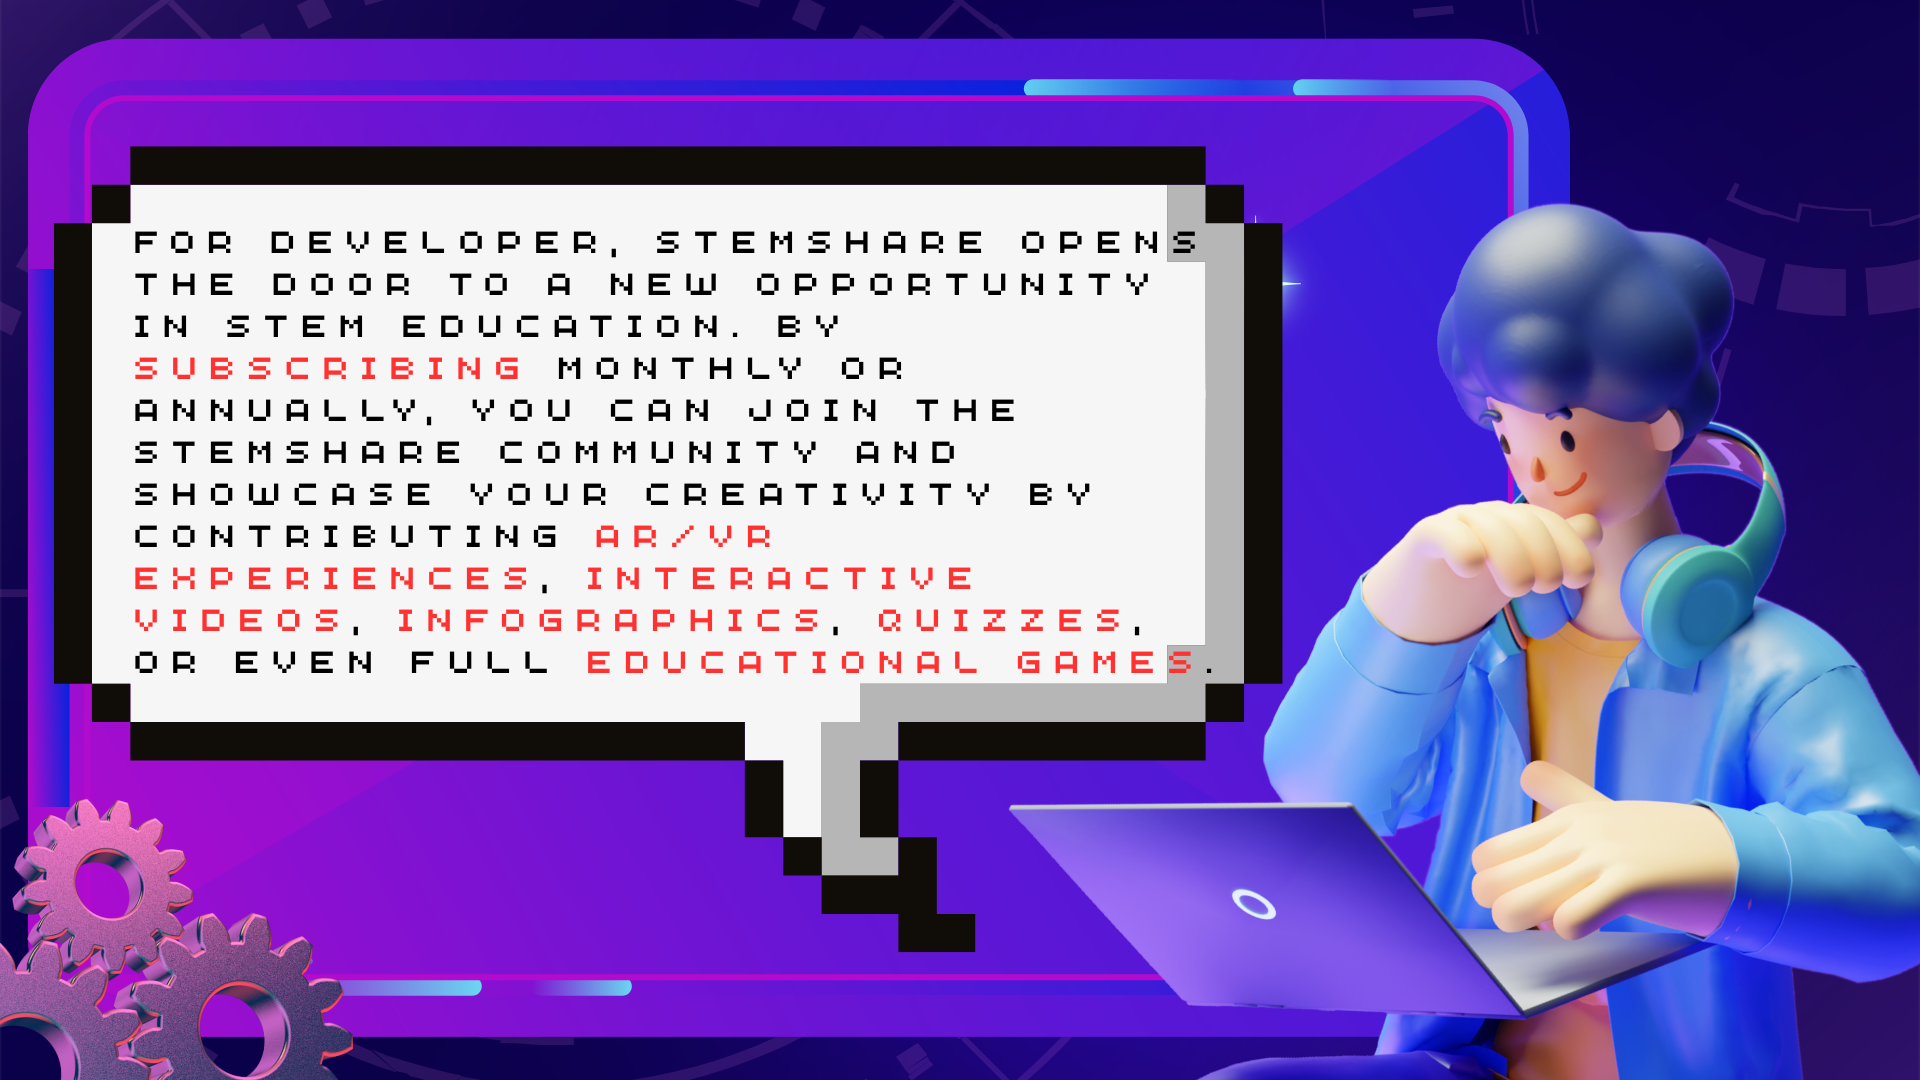 FOR DEVELOPER, STEMSHARE OPENS
THE DOOR TO A NEW OPPORTUNITY
IN STEM EDUCATION. BY
SUBSCRIBING MONTHLY OR
ANNUALLY, YOU CAN JOIN THE
STEMSHARE COMMUNITY AND
SHOWCASE YOUR CREATIVITY BY
CONTRIBUTING AR/VR
EXPERIENCES, INTERACTIVE
VIDEOS, INFOGRAPHICS, QUIZZES,
OR EVEN FULL EDUCATIONAL GAMES.